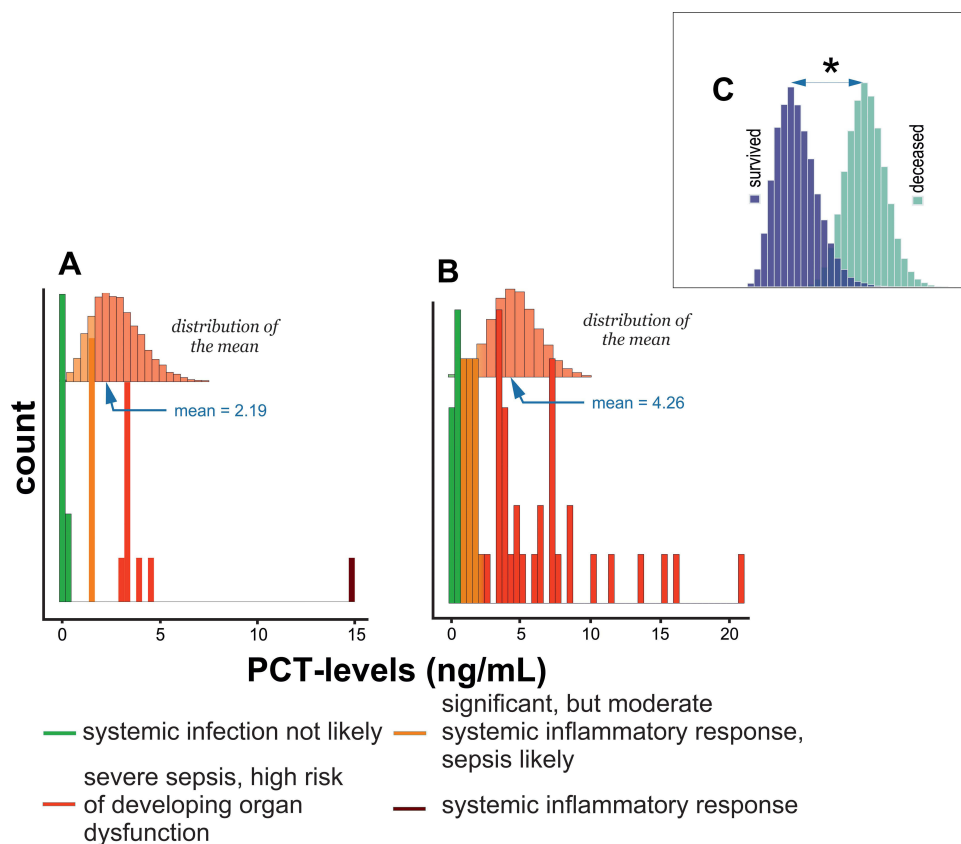 C
*
survived
deceased
A
B
distribution of
the mean
distribution of
the mean
mean = 2.19
mean = 4.26
count
0
5
10
15
0
5
10
15
20
PCT-levels (ng/mL)
systemic infection not likely
significant, but moderate
systemic inflammatory response,
sepsis likely
severe sepsis, high risk
of developing organ
dysfunction
systemic inflammatory response